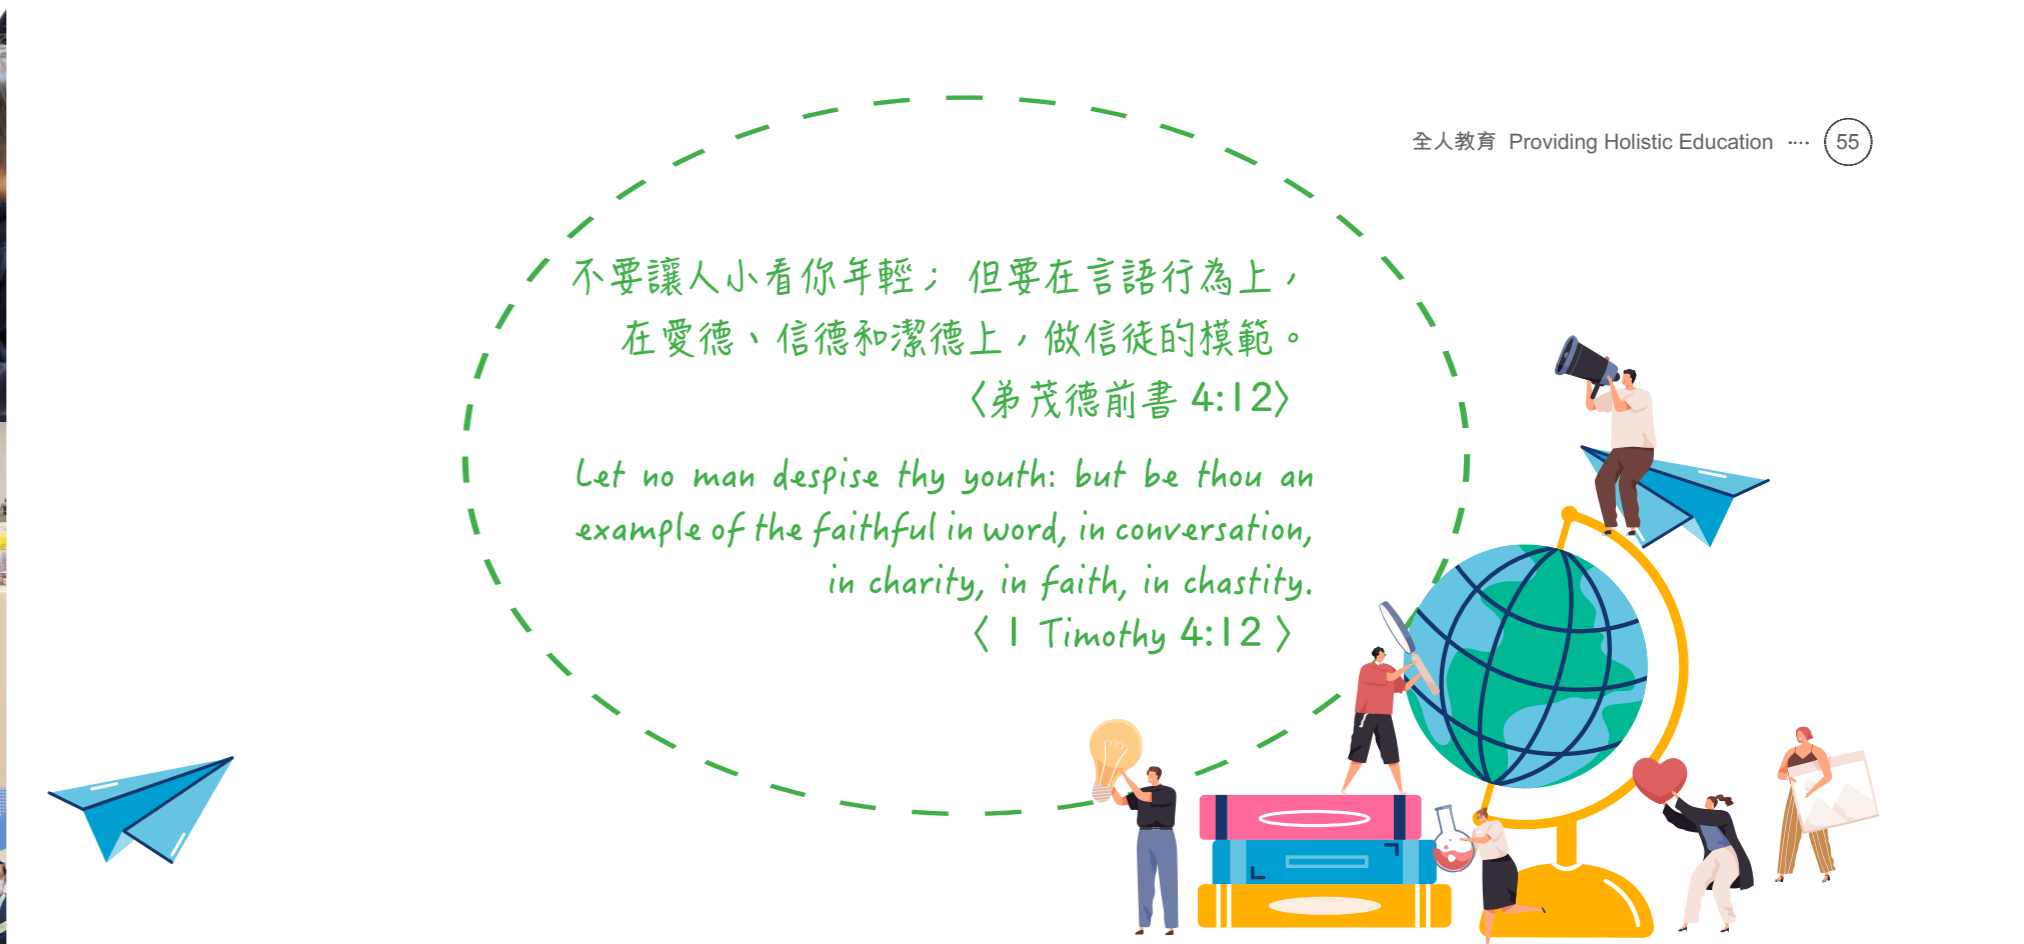 全人教育 Providing Holistic Education ···· 55
不要讓人小看你年輕； 但要在言語行為上，
在愛德、信德和潔德上，做信徒的模範。
〈弟茂德前書 4:12〉
Let no man despise thy youth: but be thou an
example of the faithful in word, in conversation,
in charity, in faith, in chastity.
〈 1 Timothy 4:12 〉